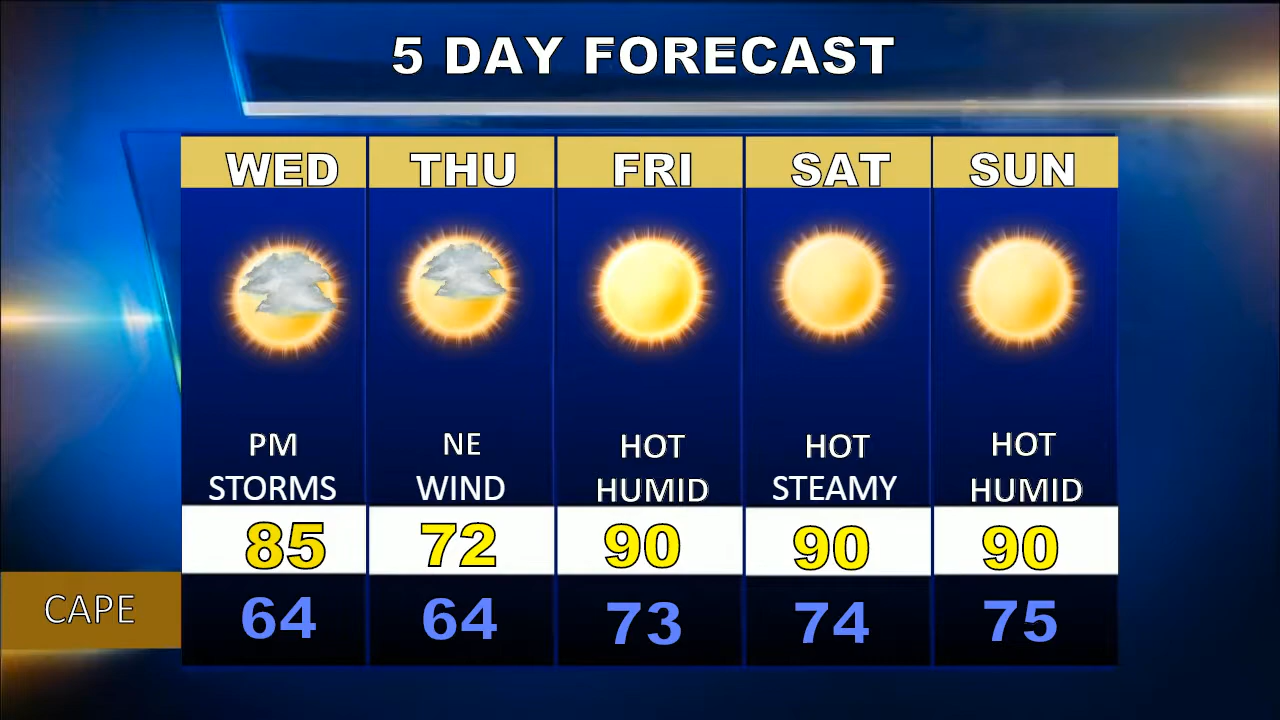 5 DAY FORECAST
WED THU FRI SAT SUN
PM NE HOT HOT HOT
STORMS WIND HUMID STEAMY HUMID
85 72 90 90 90
CAPE 64 64 73 74 75